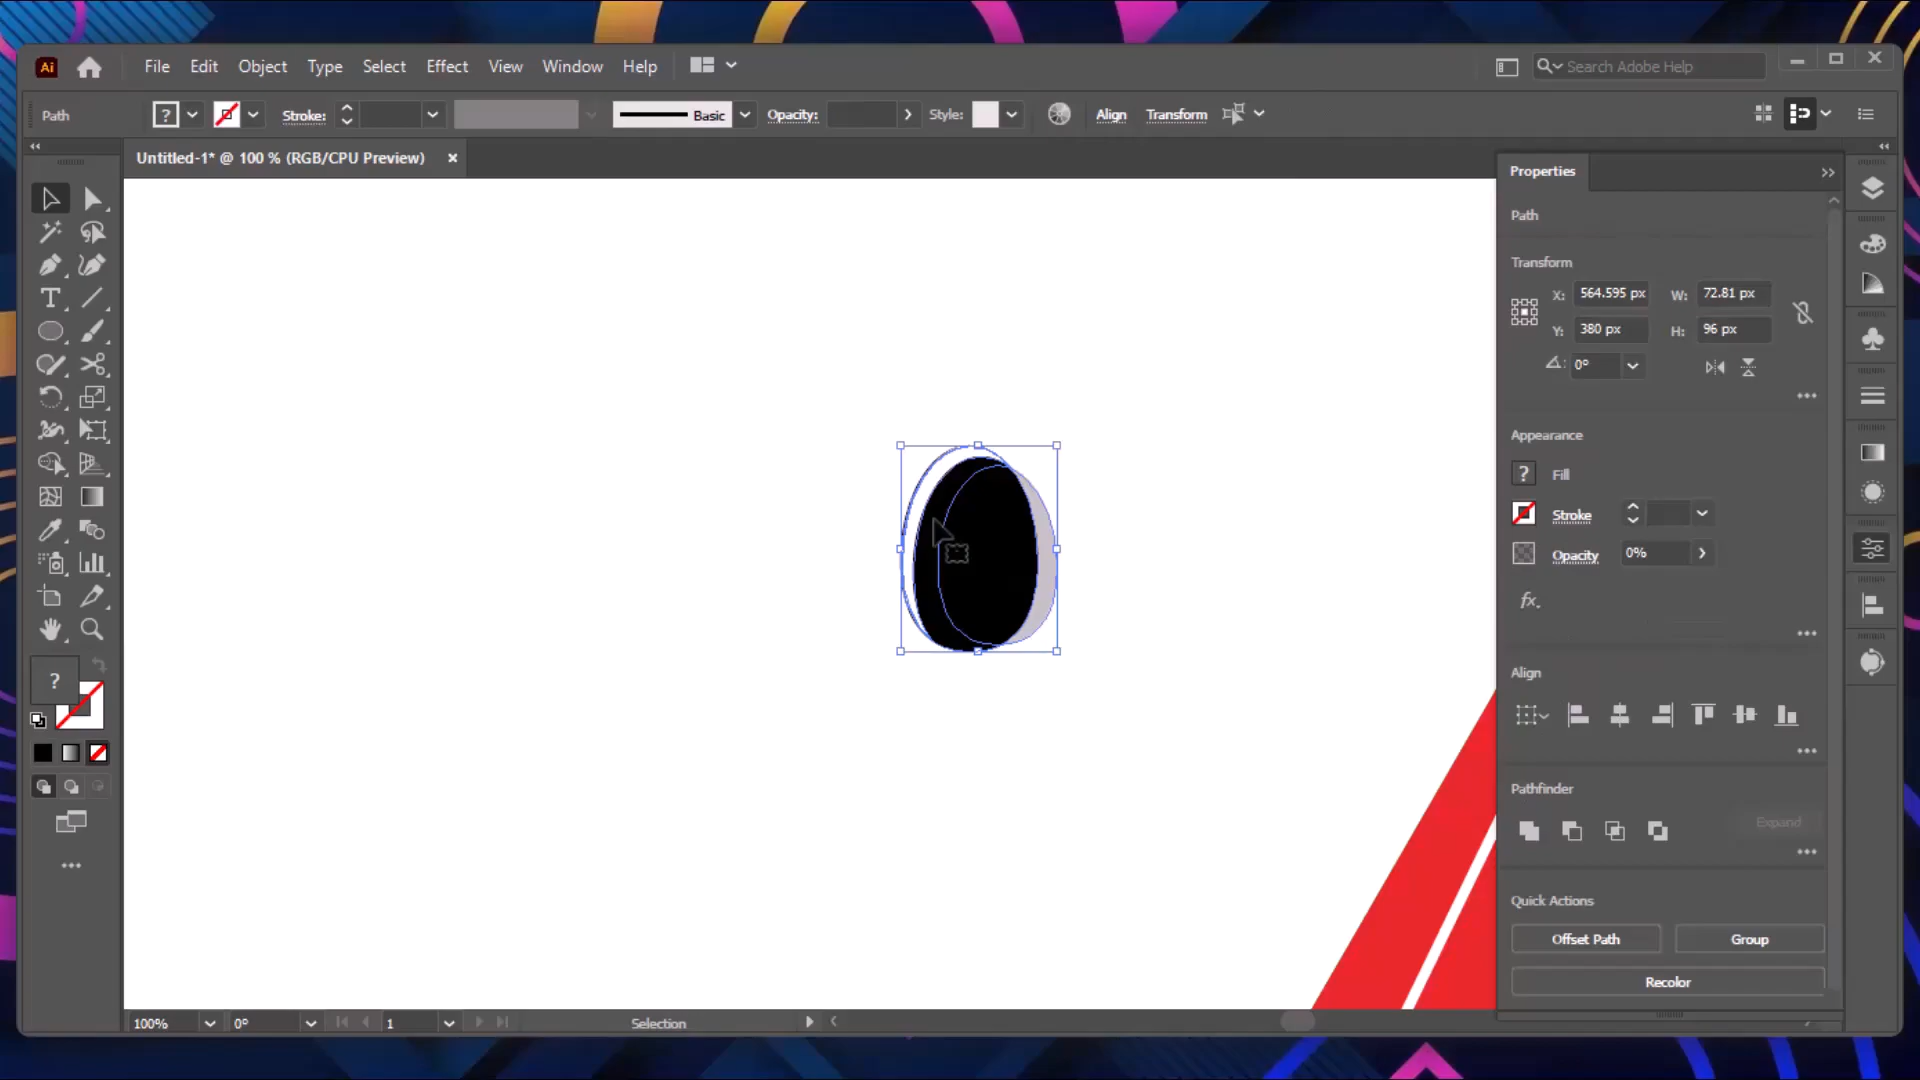 Ai File Edit Object Type Select Effect View Window Help Search Adobe Help
Path ? Stroke: Basic Opacity: Style: Align Transform
Untitled-1* @ 100 % (RGB/CPU Preview) ×
Properties
Path
Transform
X: 564.595 px W: 72.81 px
Y: 380 px H: 96 px
0°
Appearance
? Fill
Stroke
Opacity 0%
fx.
Align
Pathfinder
Expand
Quick Actions
Offset Path Group
Recolor
?
100% 0° 1 Selection